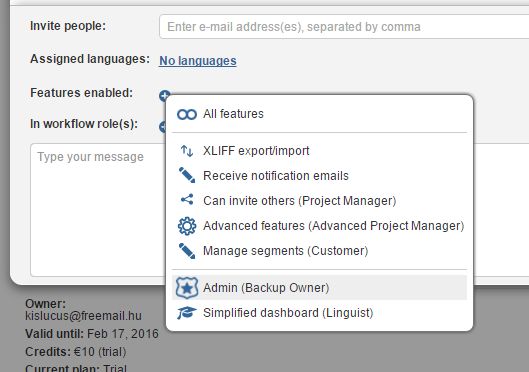 Invite people:
Enter e-mail address(es), separated by comma
Assigned languages:
No languages
Features enabled:
All features
In workflow role(s):
XLIFF export/import
Type your message
Receive notification emails
Can invite others (Project Manager)
Advanced features (Advanced Project Manager)
Manage segments (Customer)
Admin (Backup Owner)
Simplified dashboard (Linguist)
Owner:
kislucus@freemail.hu
Valid until: Feb 17, 2016
Credits: €10 (trial)
Current plan: Trial